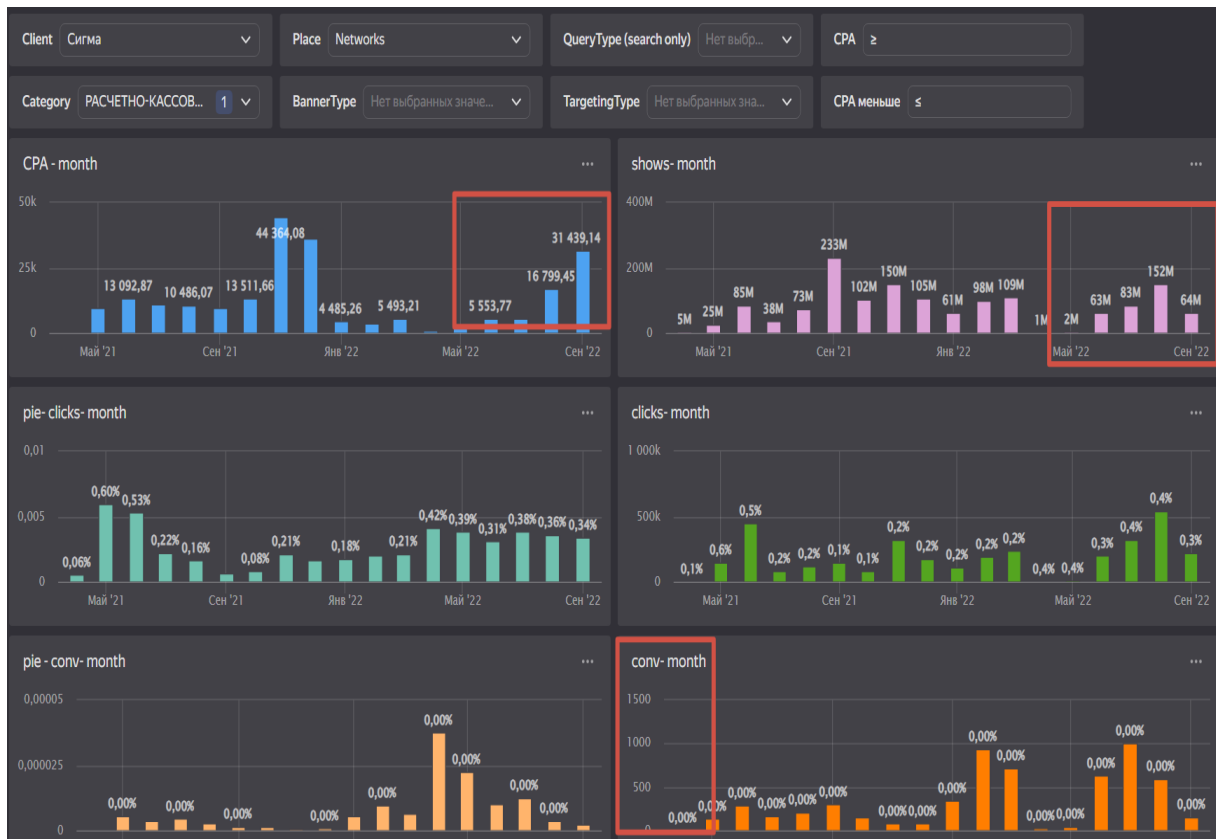 Client Сигма Place Networks QueryType (search only) Нет выбр... CPA ≥
Category РАСЧЕТНО-КАССОВ... 1 BannerType Нет выбранных значе... TargetingType Нет выбранных зна... CPA меньше ≤
CPA - month ...
50k
44 364,08
31 439,14
25k
13 092,87 10 486,07 13 511,66 4 485,26 5 493,21 5 553,77 16 799,45
0
Май '21 Сен '21 Янв '22 Май '22 Сен '22
shows- month ...
400M
233M
200M
5M 25M 85M 38M 73M 102M 150M 105M 61M 98M 109M 1M 2M 63M 83M 152M 64M
0
Май '21 Сен '21 Янв '22 Май '22 Сен '22
pie- clicks- month ...
0,01
0,60% 0,53%
0,005
0,06% 0,22% 0,16% 0,08% 0,21% 0,18% 0,21% 0,42% 0,39% 0,31% 0,38% 0,36% 0,34%
0
Май '21 Сен '21 Янв '22 Май '22 Сен '22
clicks- month ...
1 000k
500k
0,1% 0,6% 0,5% 0,2% 0,2% 0,1% 0,1% 0,2% 0,2% 0,1% 0,2% 0,2% 0,4% 0,4% 0,3% 0,4% 0,4% 0,3%
0
Май '21 Сен '21 Янв '22 Май '22 Сен '22
pie - conv- month ...
0,00005
0,00%
0,000025
0,00% 0,00% 0,00% 0,00% 0,00% 0,00% 0,00% 0,00%
0
conv- month ...
1500
1000
0,00% 0,00% 0,00%
500
0,00% 0,00% 0,00% 0,00% 0,00% 0,00% 0,00% 0,00% 0,00% 0,00% 0,00% 0,00% 0,00% 0,00%
0